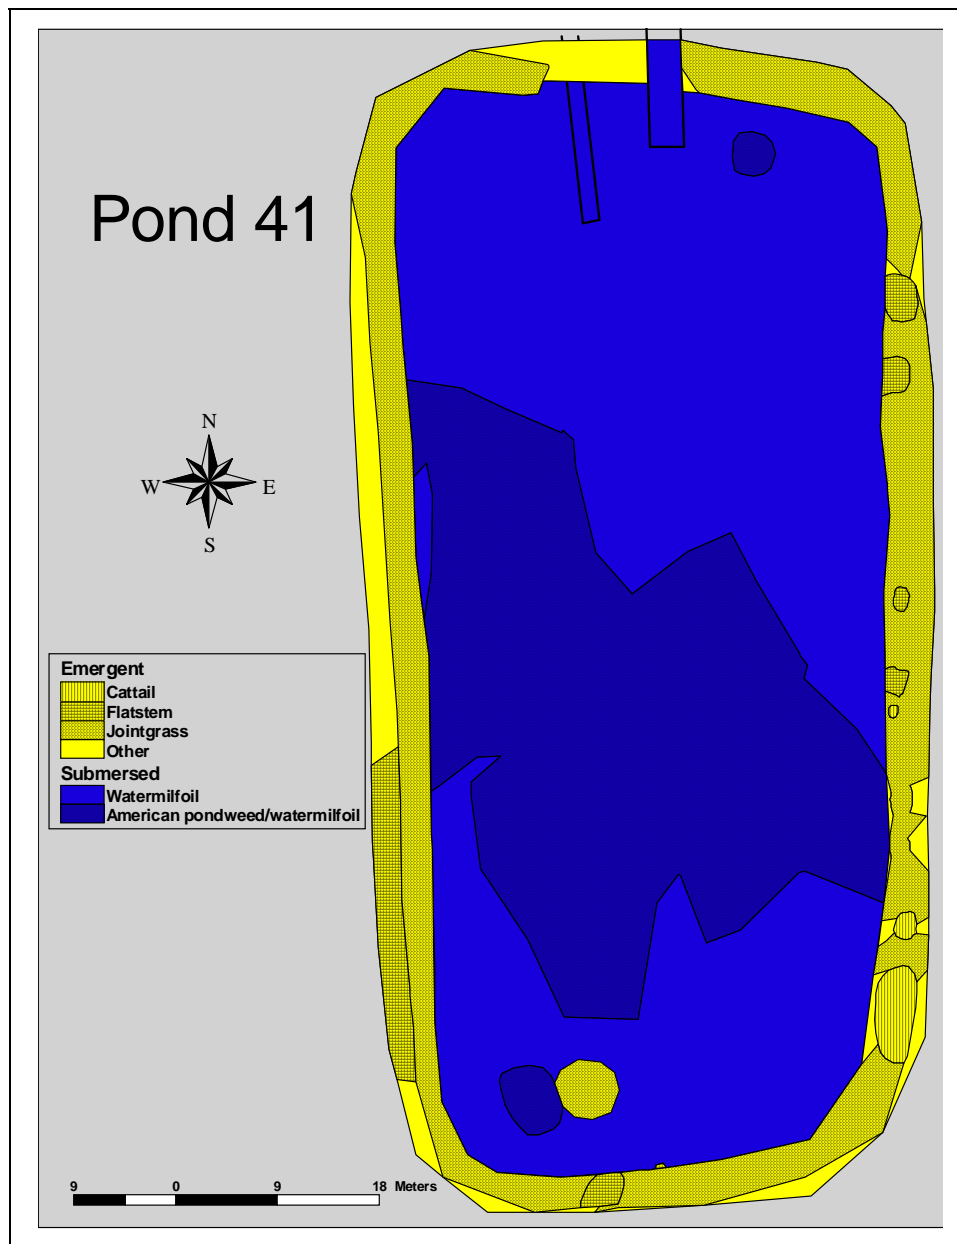 Pond 41
N
W E
S
Emergent
Cattail
Flatstem
Jointgrass
Other
Submersed
Watermilfoil
American pondweed/watermilfoil
9 0 9 18 Meters